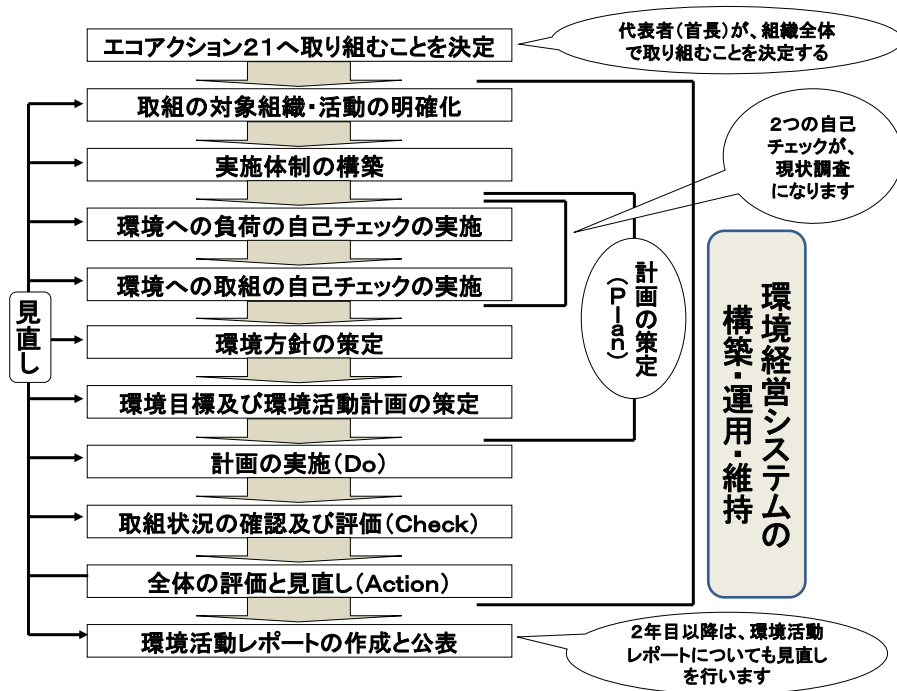 エコアクション２１へ取り組むことを決定
代表者（首長）が、組織全体
で取り組むことを決定する
取組の対象組織・活動の明確化
２つの自己
チェックが、
現状調査
になります
実施体制の構築
環境への負荷の自己チェックの実施
環境への取組の自己チェックの実施
計画の策定
（Ｐｌａｎ）
環境経営システムの
構築・運用・維持
見直し
環境方針の策定
環境目標及び環境活動計画の策定
計画の実施（Ｄｏ）
取組状況の確認及び評価（Ｃｈｅｃｋ）
全体の評価と見直し（Ａｃｔｉｏｎ）
環境活動レポートの作成と公表
２年目以降は、環境活動
レポートについても見直し
を行います